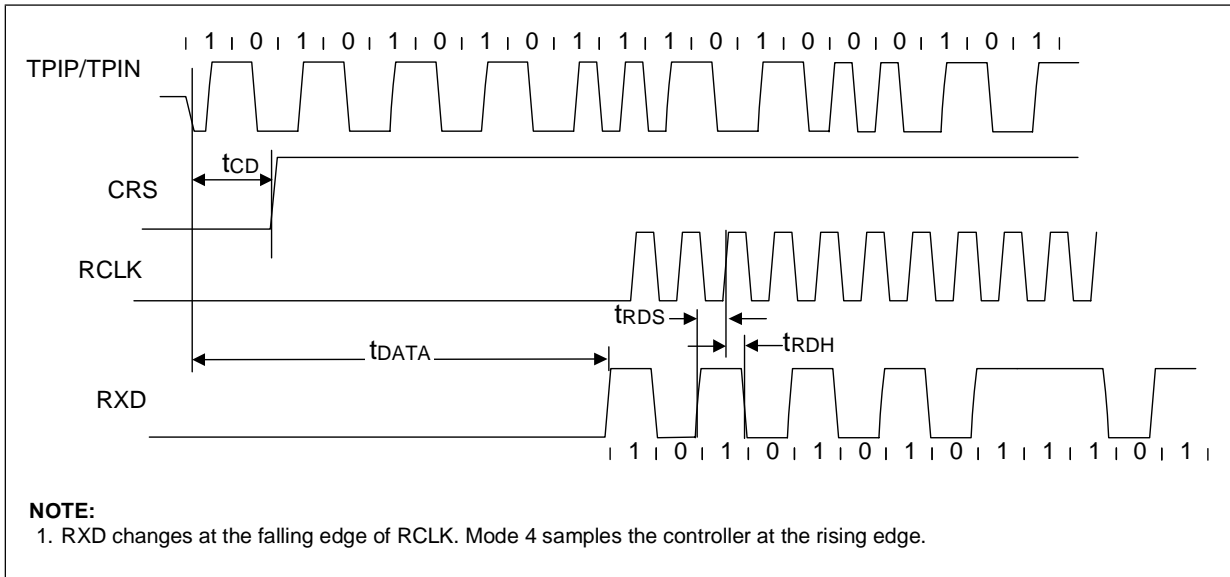 1 0 1 0 1 0 1 0 1 1 1 0 1 0 0 0 1 0 1
TPIP/TPIN
tCD
CRS
RCLK
tRDS
tRDH
tDATA
RXD
1 0 1 0 1 0 1 0 1 1 1 0 1
NOTE:
1. RXD changes at the falling edge of RCLK. Mode 4 samples the controller at the rising edge.